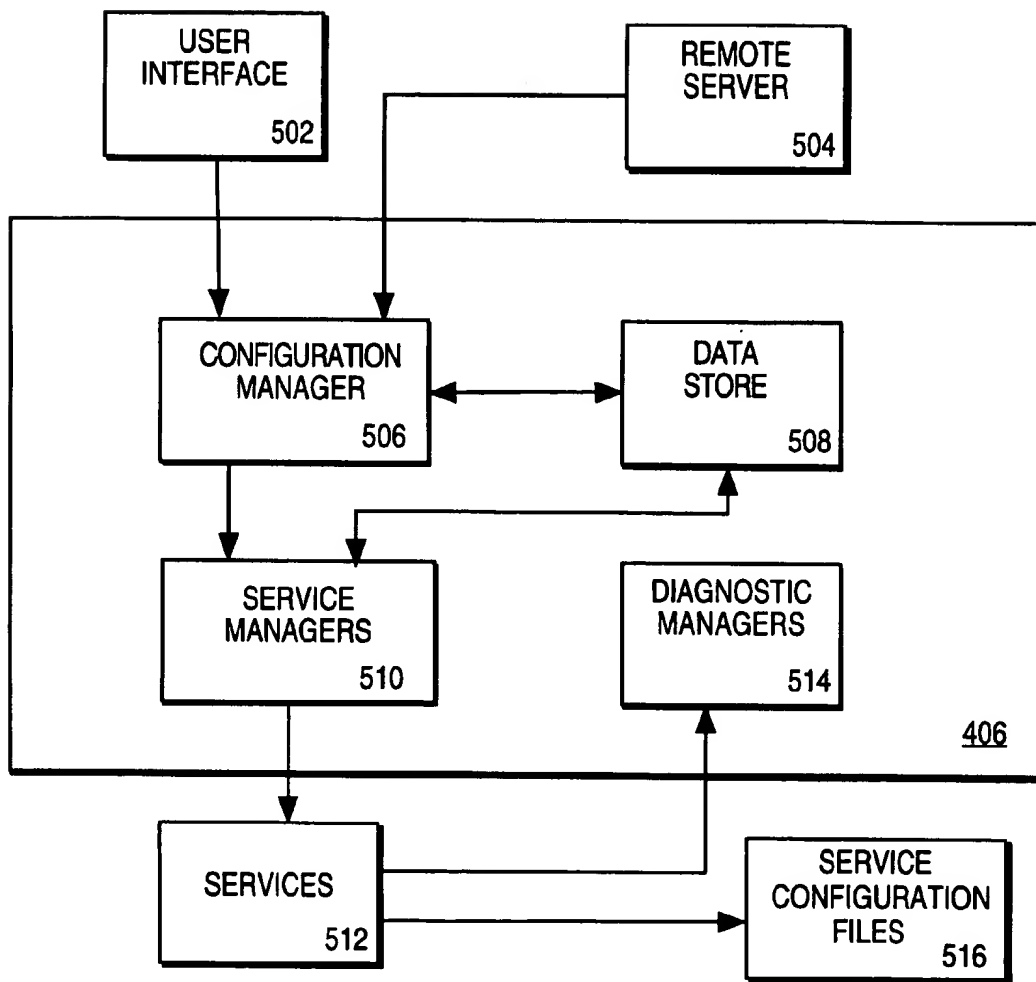 USER
INTERFACE
502
REMOTE
SERVER
504
CONFIGURATION
MANAGER
506
DATA
STORE
508
SERVICE
MANAGERS
510
DIAGNOSTIC
MANAGERS
514
406
SERVICES
512
SERVICE
CONFIGURATION
FILES
516